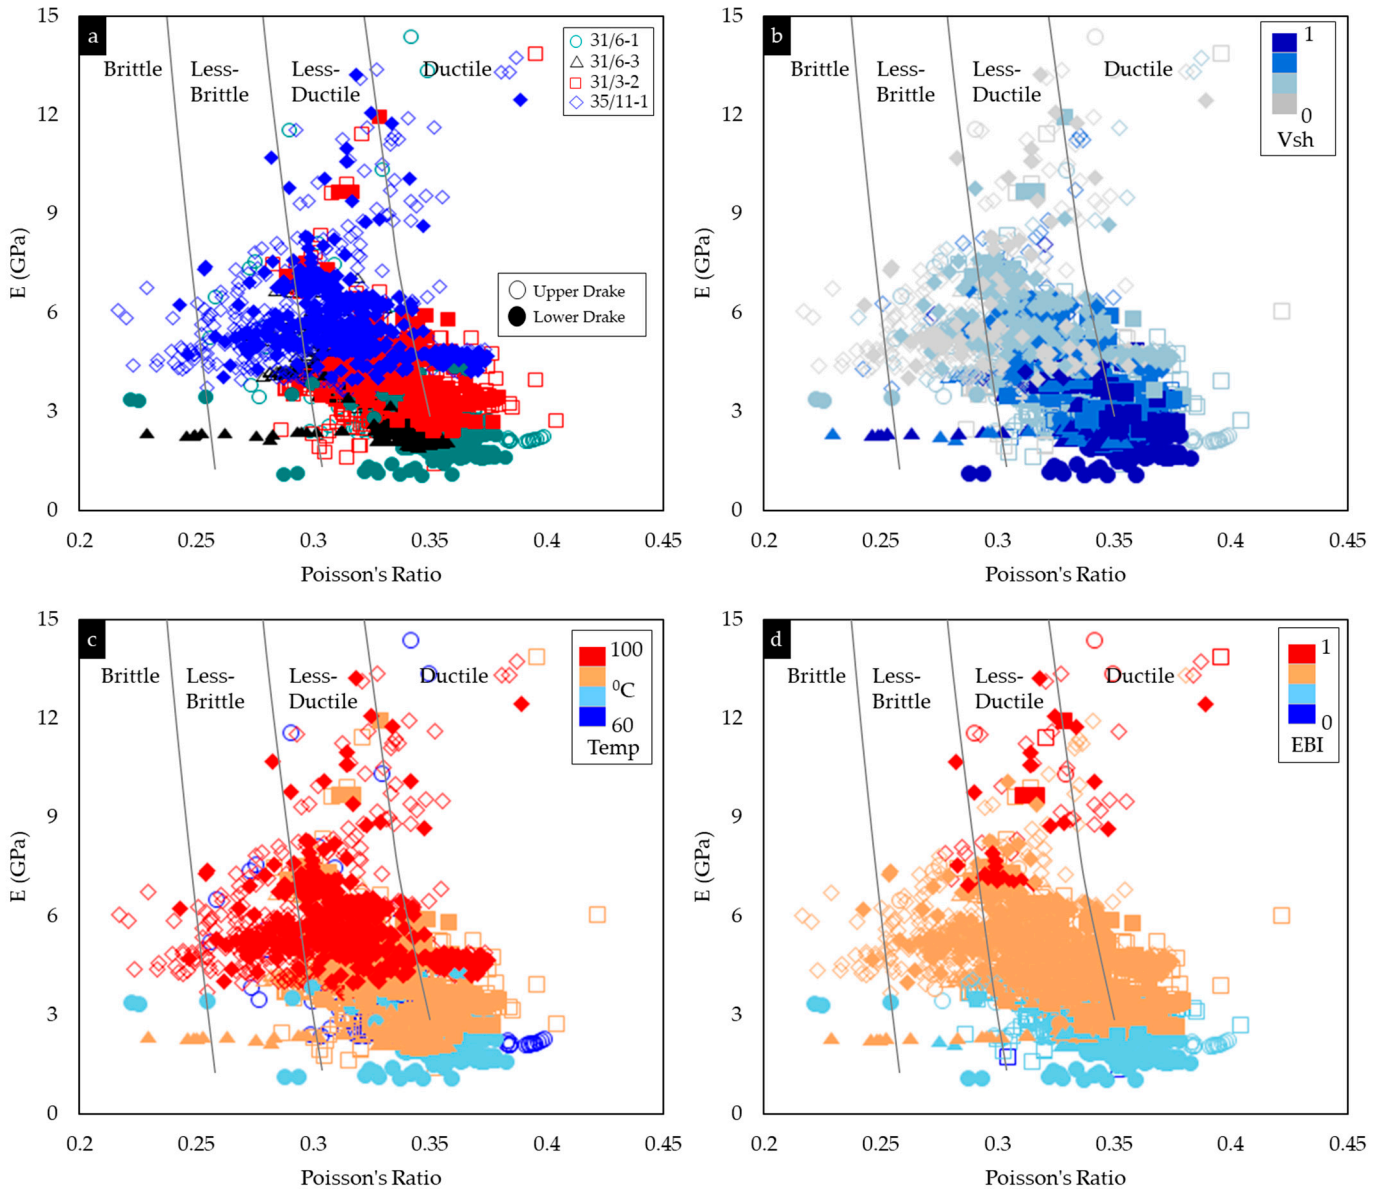 a
Brittle
Less-
Brittle
Less-
Ductile
Ductile
31/6-1
31/6-3
31/3-2
35/11-1
Upper Drake
Lower Drake
15
12
9
6
3
0
E (GPa)
0.2 0.25 0.3 0.35 0.4 0.45
Poisson's Ratio
b
Brittle
Less-
Brittle
Less-
Ductile
Ductile
1
0
Vsh
15
12
9
6
3
0
E (GPa)
0.2 0.25 0.3 0.35 0.4 0.45
Poisson's Ratio
c
Brittle
Less-
Brittle
Less-
Ductile
Ductile
100
⁰C
60
Temp
15
12
9
6
3
0
E (GPa)
0.2 0.25 0.3 0.35 0.4 0.45
Poisson's Ratio
d
Brittle
Less-
Brittle
Less-
Ductile
Ductile
1
0
EBI
15
12
9
6
3
0
E (GPa)
0.2 0.25 0.3 0.35 0.4 0.45
Poisson's Ratio